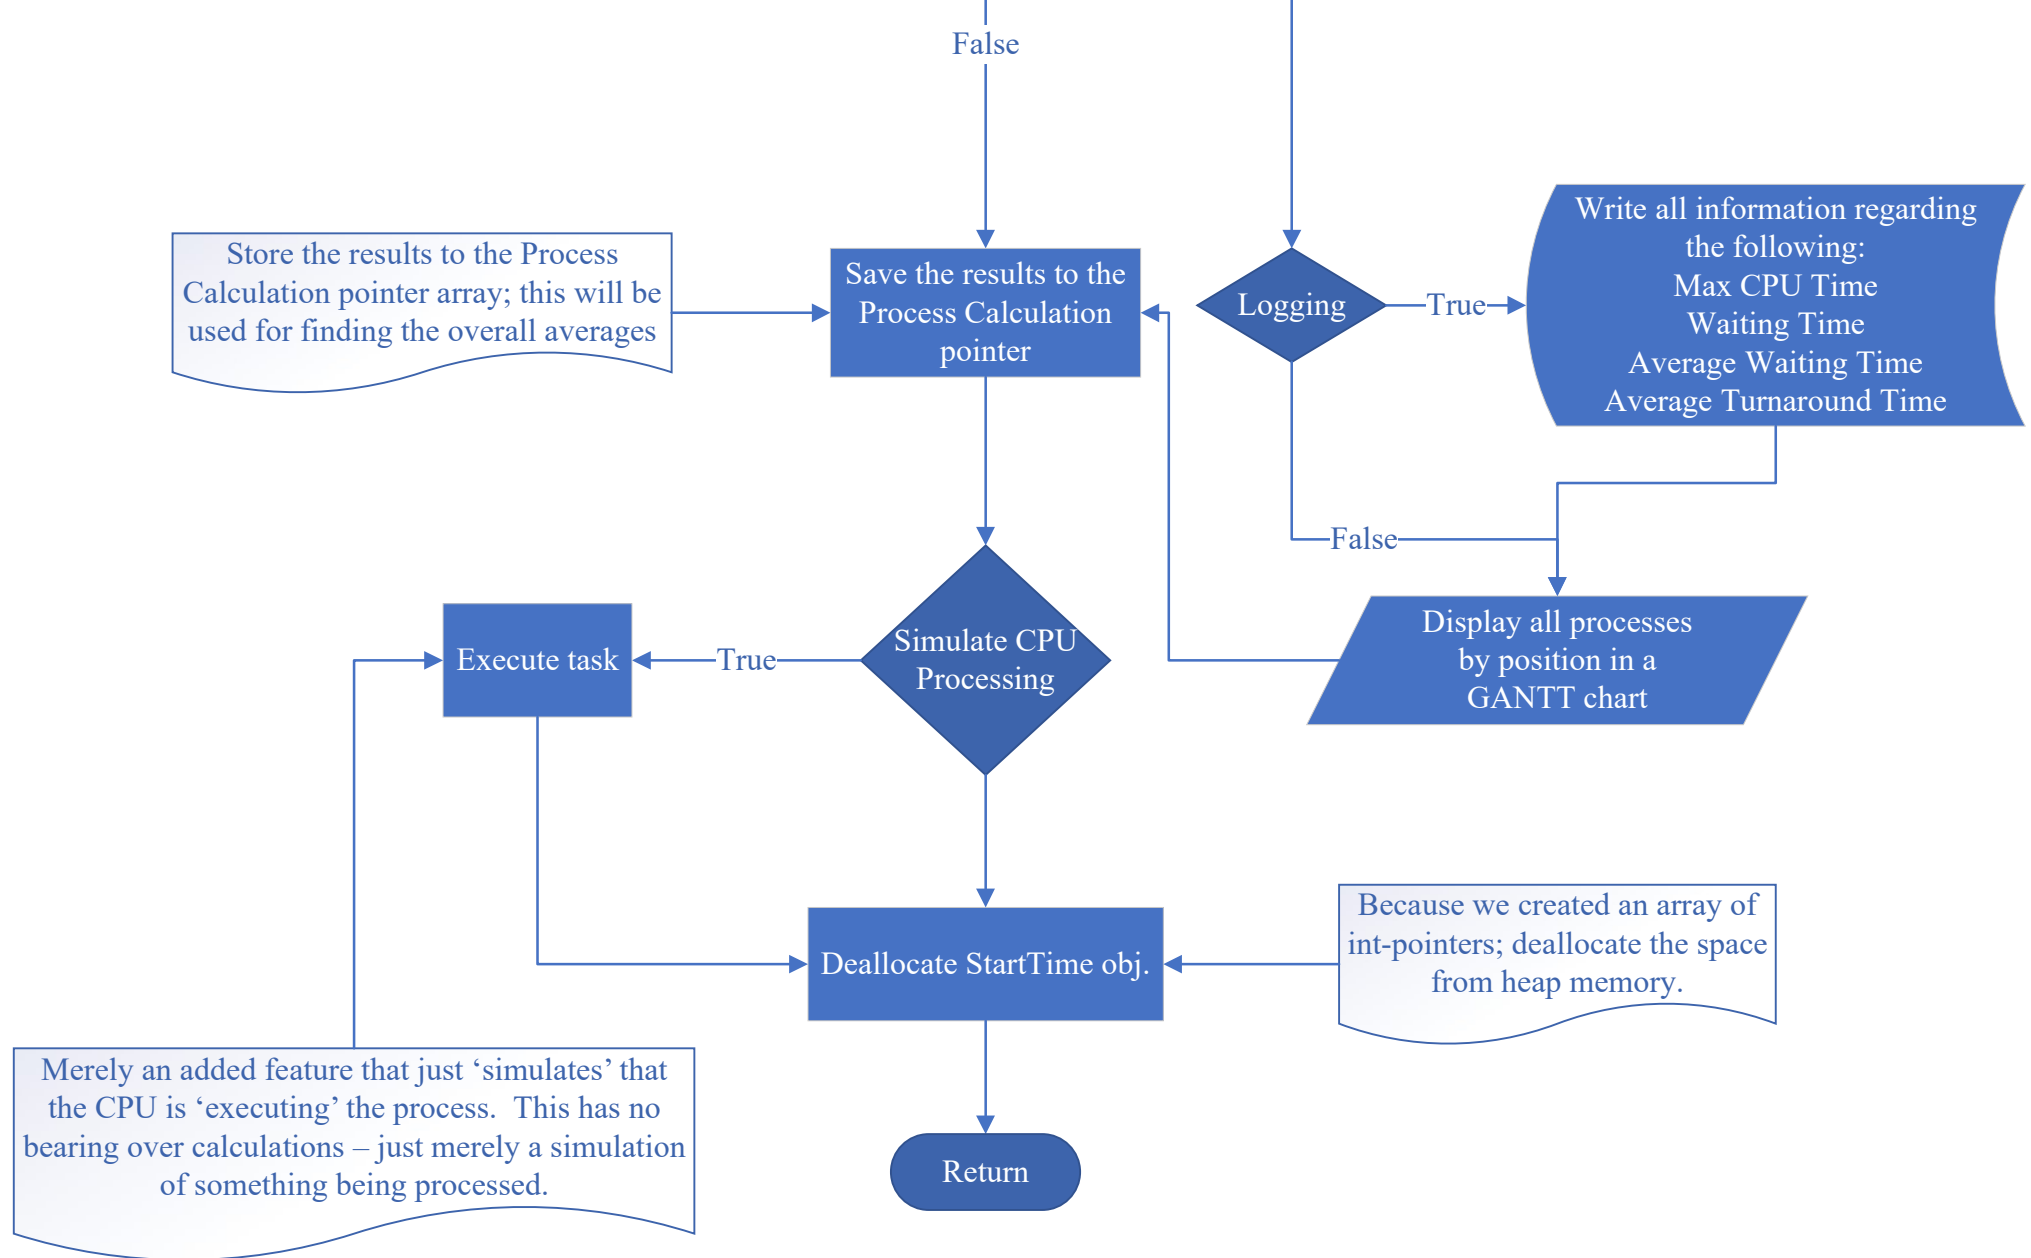 False
Write all information regarding
the following:
Max CPU Time
Waiting Time
Average Waiting Time
Average Turnaround Time
Store the results to the Process
Calculation pointer array; this will be
used for finding the overall averages
Save the results to the
Process Calculation
pointer
Logging
True
False
Execute task
True
Simulate CPU
Processing
Display all processes
by position in a
GANTT chart
Deallocate StartTime obj.
Because we created an array of
int-pointers; deallocate the space
from heap memory.
Merely an added feature that just ‘simulates’ that
the CPU is ‘executing’ the process.  This has no
bearing over calculations – just merely a simulation
of something being processed.
Return